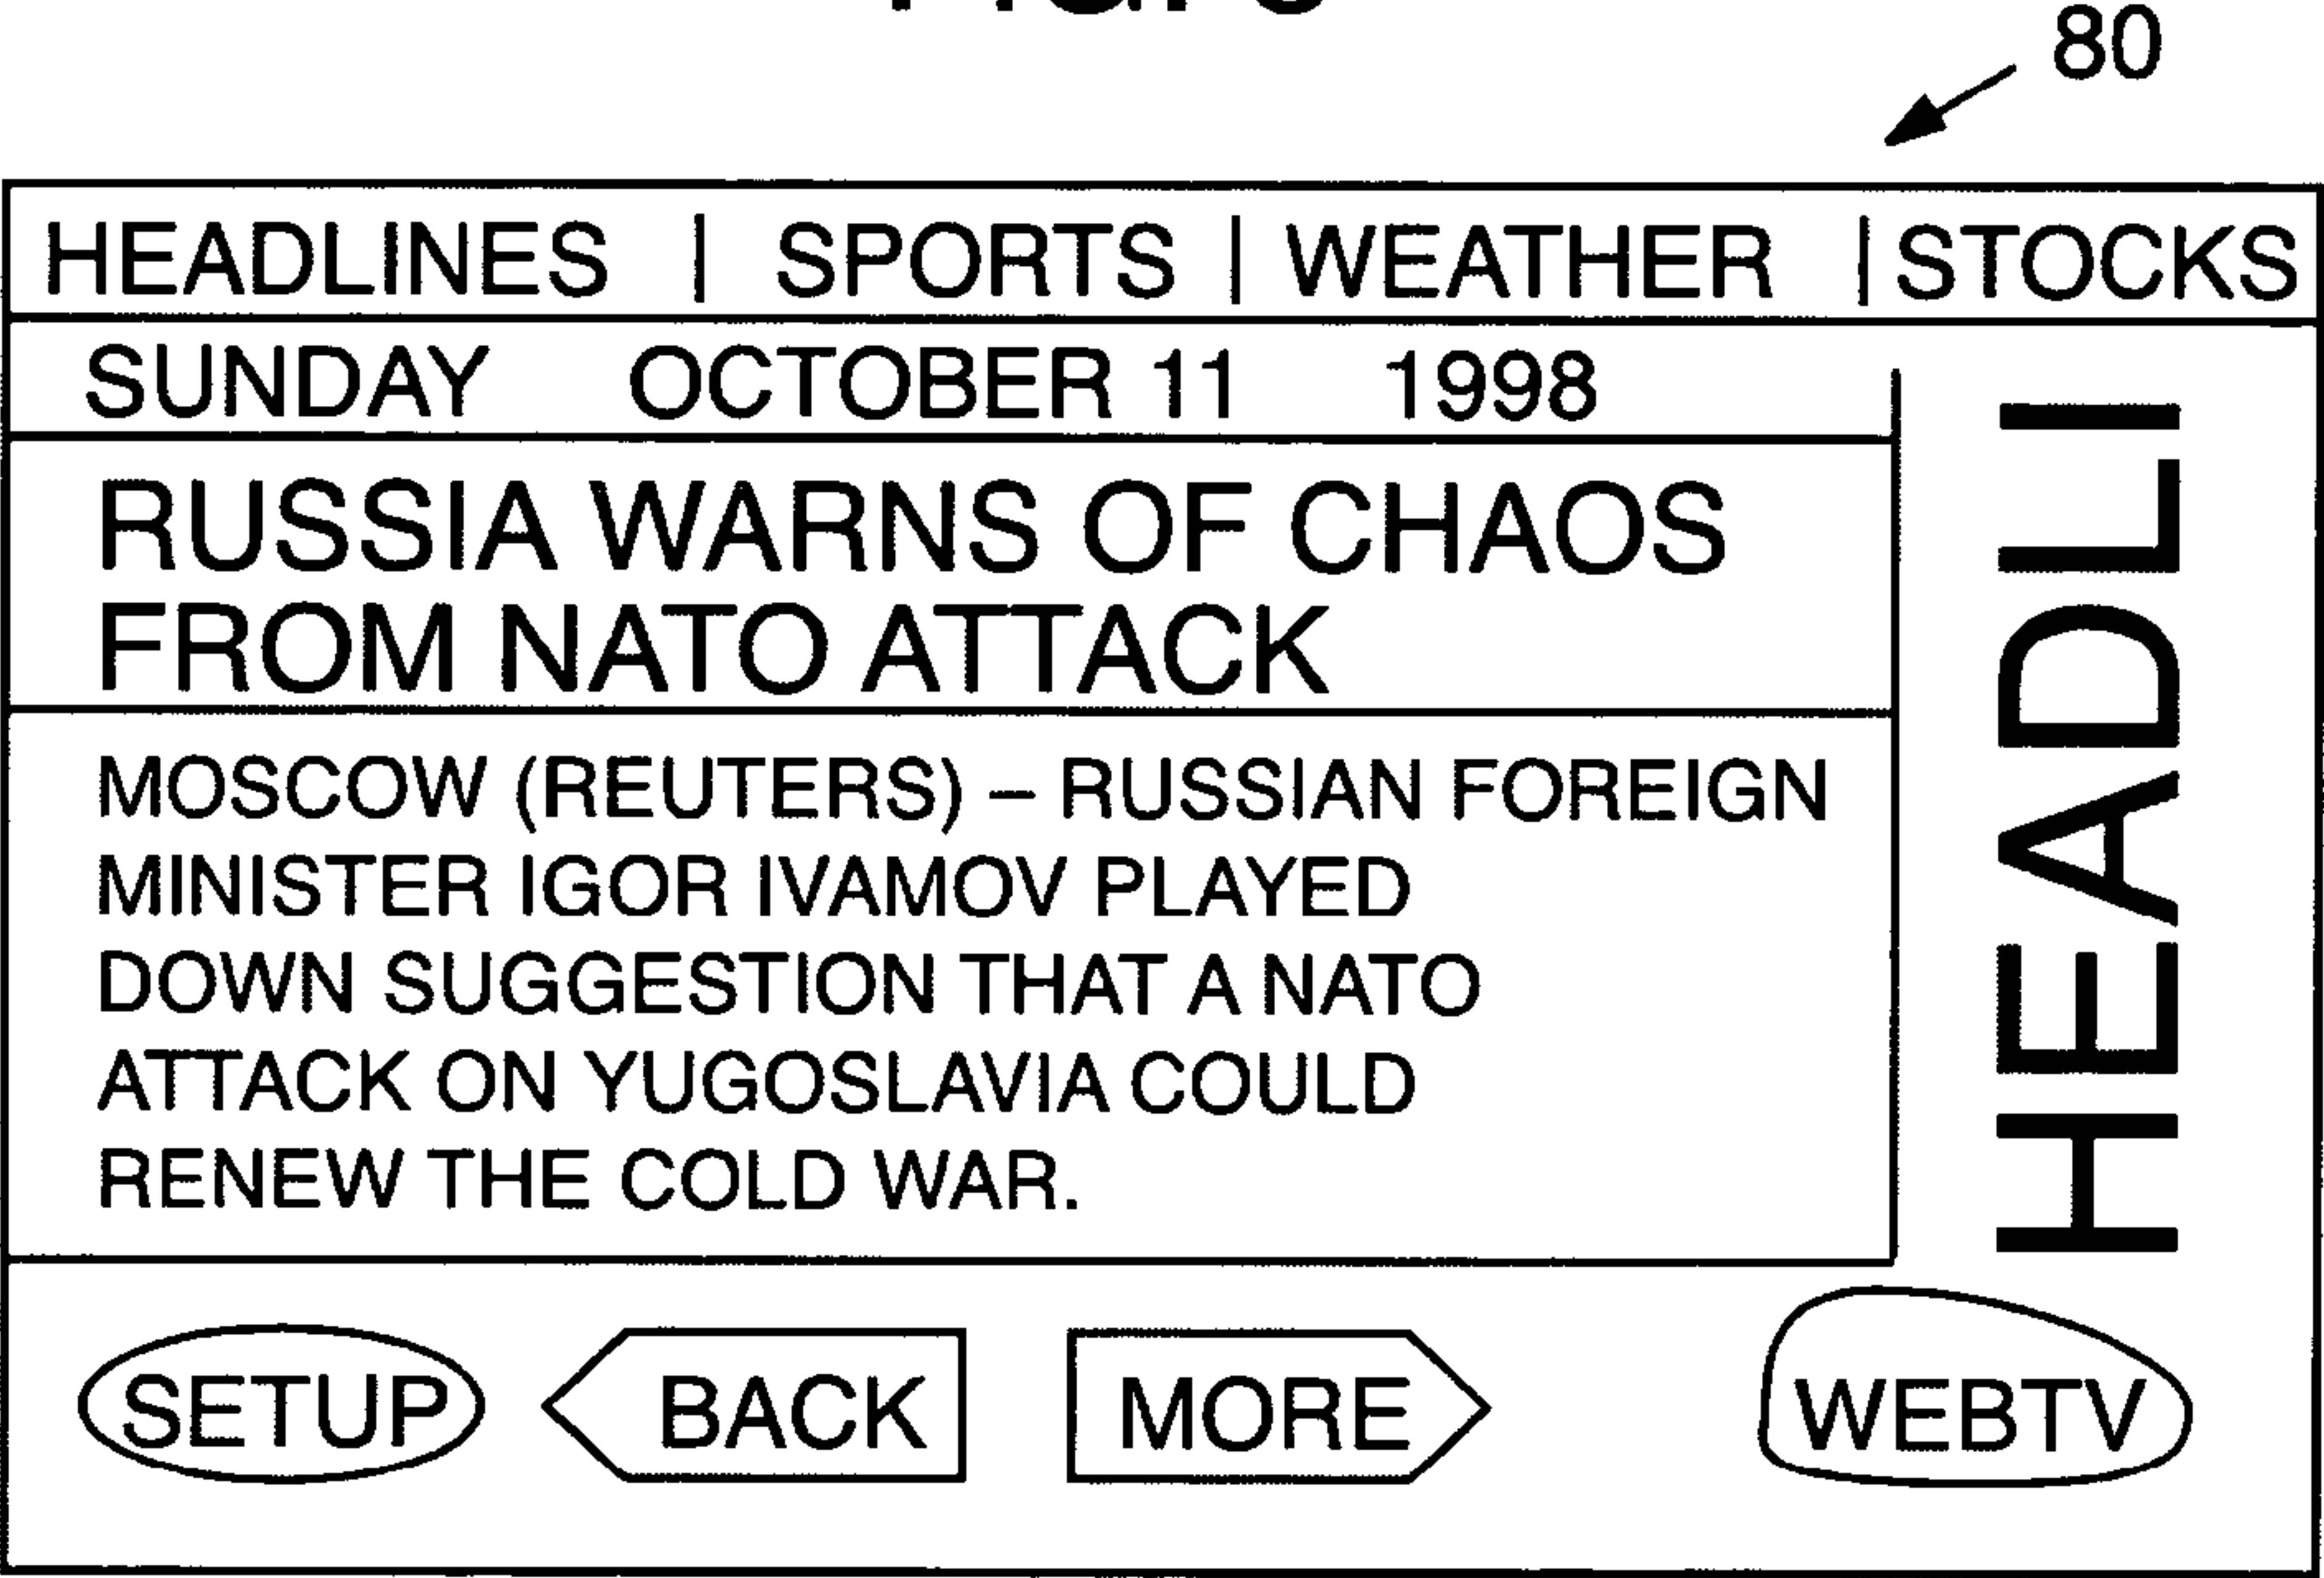 80
HEADLINES | SPORTS | WEATHER | STOCKS
SUNDAY OCTOBER 11 1998
RUSSIA WARNS OF CHAOS
FROM NATO ATTACK
MOSCOW (REUTERS) – RUSSIAN FOREIGN
MINISTER IGOR IVAMOV PLAYED
DOWN SUGGESTION THAT A NATO
ATTACK ON YUGOSLAVIA COULD
RENEW THE COLD WAR.
HEADLI
SETUP BACK MORE WEBTV